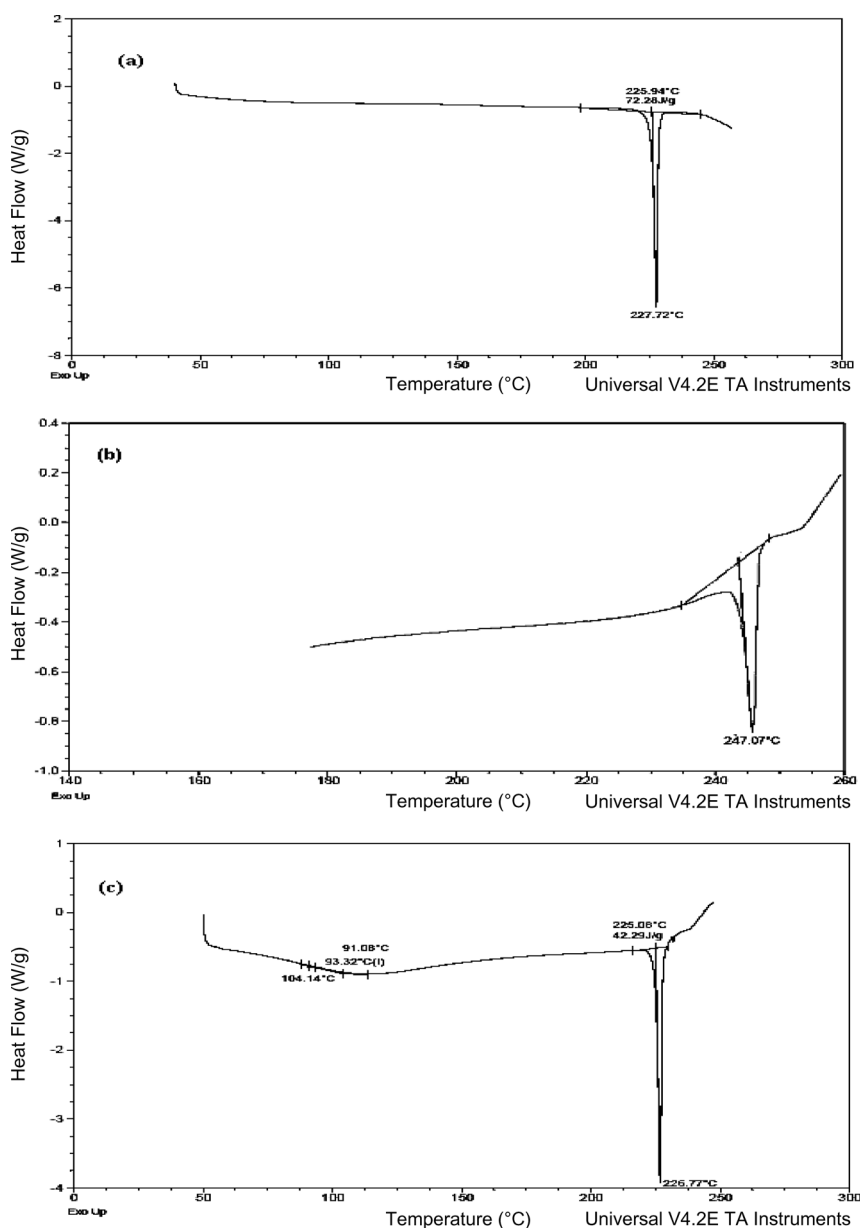 (a)
Heat Flow (W/g)
2
0
-2
-4
-6
-8
225.94°C
72.28J/g
227.72°C
0 50 100 150 200 250 300
Exo Up
Temperature (°C)
Universal V4.2E TA Instruments
(b)
Heat Flow (W/g)
0.4
0.2
0.0
-0.2
-0.4
-0.6
-0.8
-1.0
247.07°C
140 160 180 200 220 240 260
Exo Up
Temperature (°C)
Universal V4.2E TA Instruments
(c)
Heat Flow (W/g)
1
0
-1
-2
-3
-4
91.08°C
93.32°C(I)
104.14°C
225.08°C
42.29J/g
226.77°C
0 50 100 150 200 250 300
Exo Up
Temperature (°C)
Universal V4.2E TA Instruments